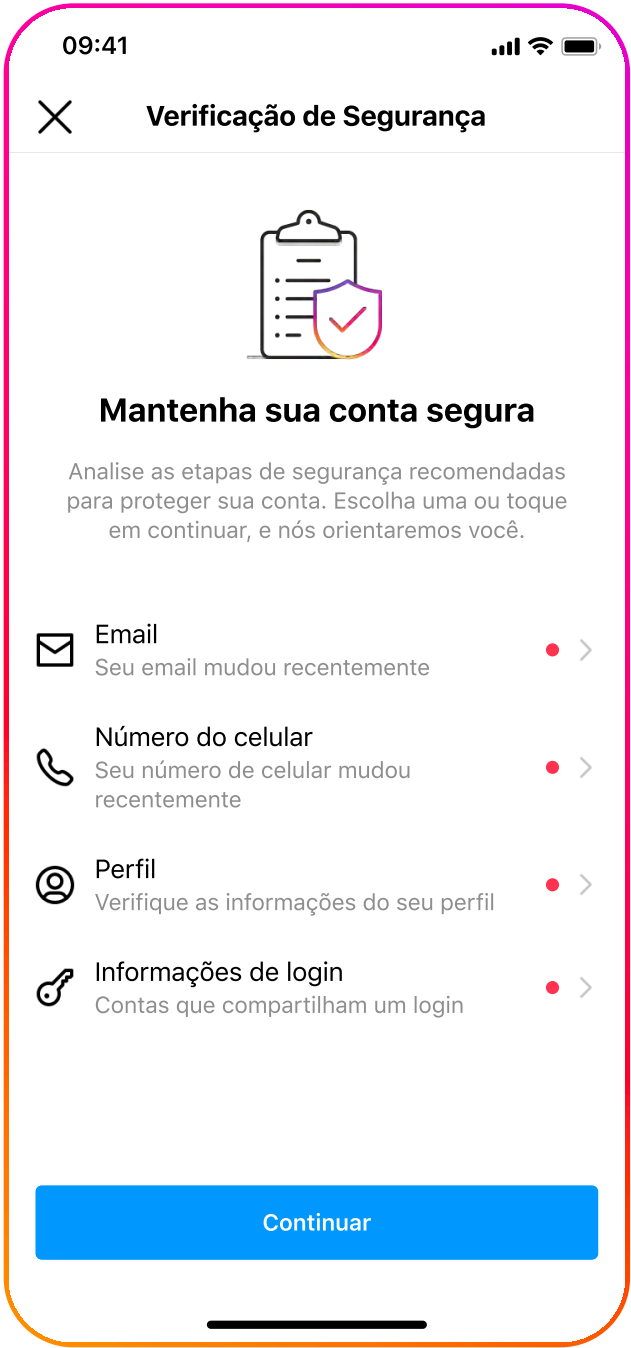 09:41
Verificação de Segurança
Mantenha sua conta segura
Analise as etapas de segurança recomendadas
para proteger sua conta. Escolha uma ou toque
em continuar, e nós orientaremos você.
Email
Seu email mudou recentemente
Número do celular
Seu número de celular mudou
recentemente
Perfil
Verifique as informações do seu perfil
Informações de login
Contas que compartilham um login
Continuar